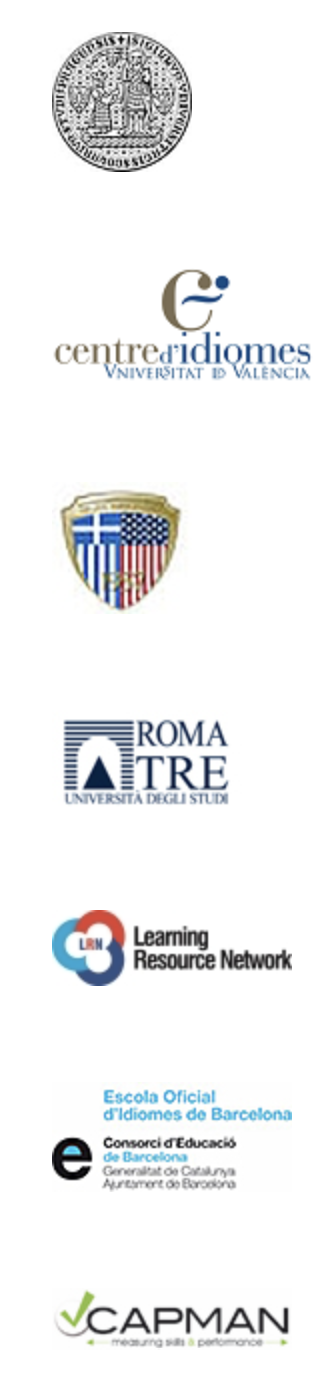 centre d'idiomes
VNIVERSITAT ID VALÈNCIA
ROMA
TRE
UNIVERSITÀ DEGLI STUDI
LRN
Learning
Resource Network
Escola Oficial
d'Idiomes de Barcelona
e
Consorci d'Educació
de Barcelona
Generalitat de Catalunya
Ajuntament de Barcelona
CAPMAN
measuring skills & performance